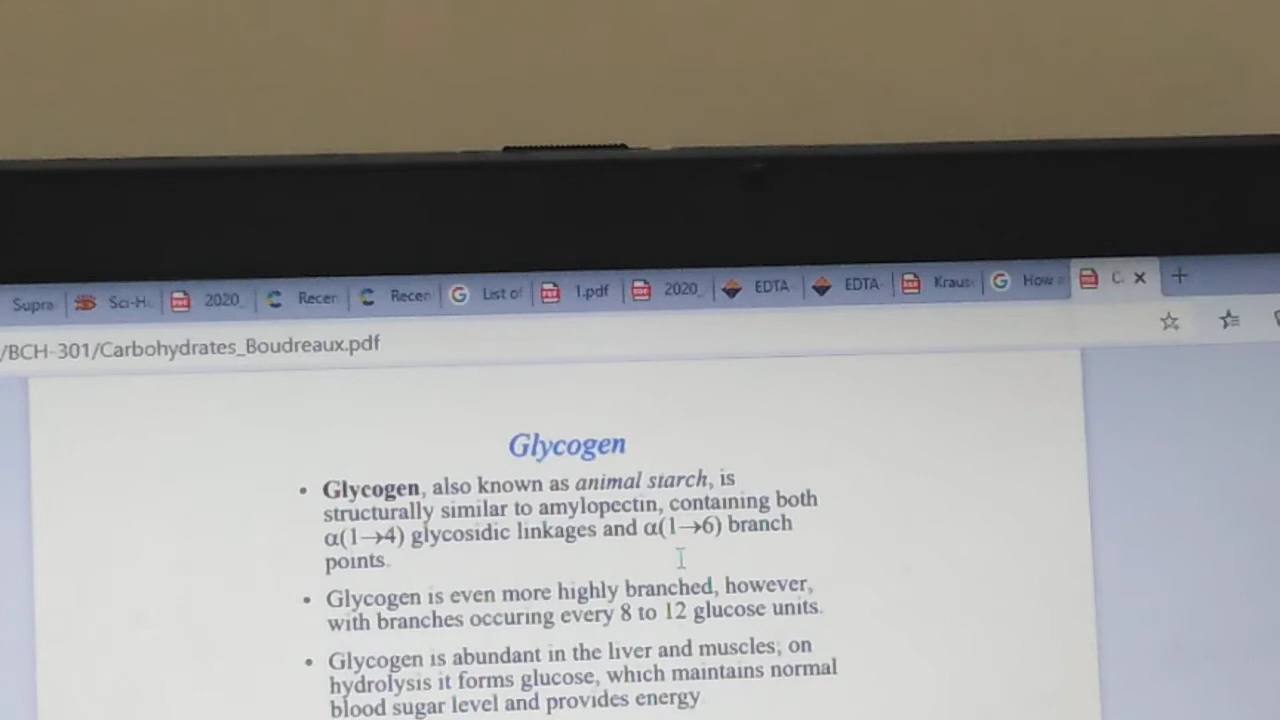 Supra Sci-H 2020_ Recen Recen List of 1.pdf 2020_ EDTA EDTA- Kraus How a C
/BCH-301/Carbohydrates_Boudreaux.pdf
Glycogen
• Glycogen, also known as animal starch, is
structurally similar to amylopectin, containing both
α(1→4) glycosidic linkages and α(1→6) branch
points.
• Glycogen is even more highly branched, however,
with branches occuring every 8 to 12 glucose units.
• Glycogen is abundant in the liver and muscles; on
hydrolysis it forms glucose, which maintains normal
blood sugar level and provides energy